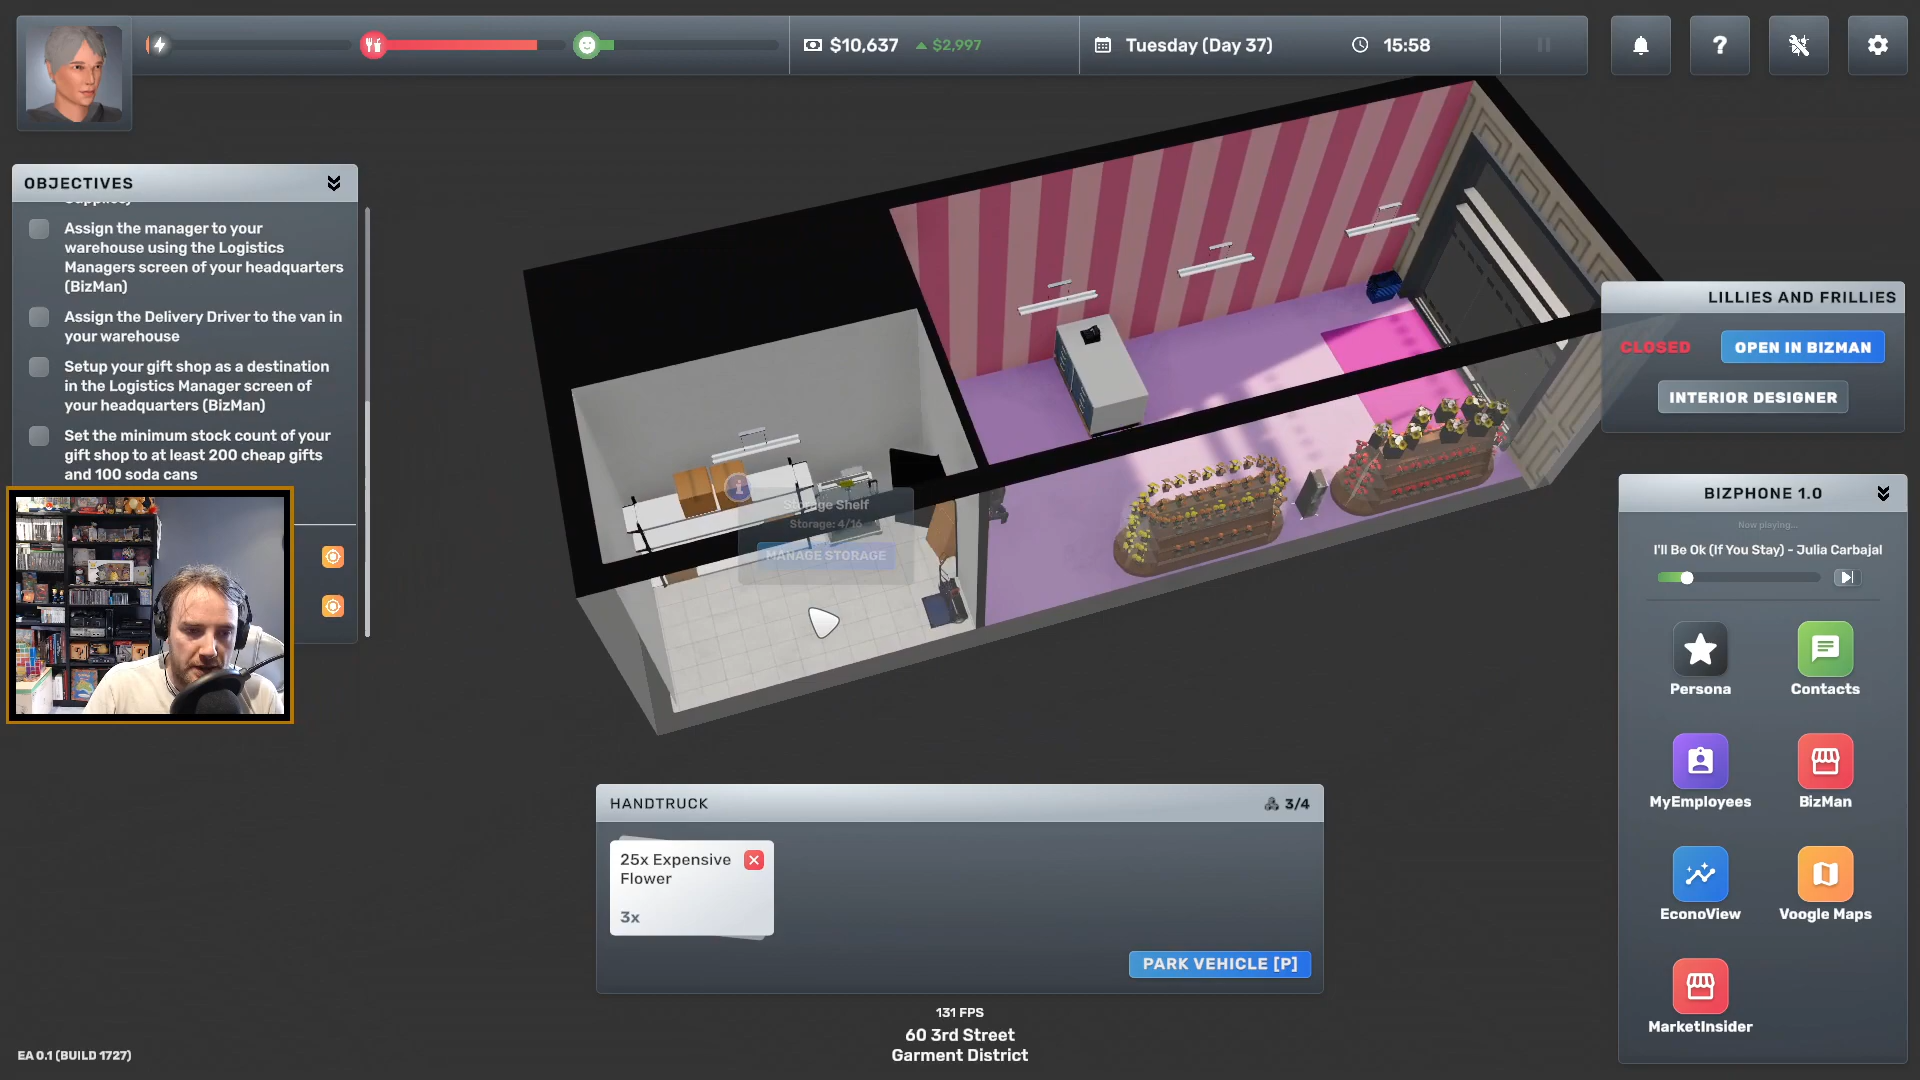 $10,637
$2,997
Tuesday (Day 37)
15:58
?
OBJECTIVES
Supplies)
Assign the manager to your
warehouse using the Logistics
Managers screen of your headquarters
(BizMan)
Assign the Delivery Driver to the van in
your warehouse
Setup your gift shop as a destination
in the Logistics Manager screen of
your headquarters (BizMan)
Set the minimum stock count of your
gift shop to at least 200 cheap gifts
and 100 soda cans
Storage Shelf
Storage: 4/16
MANAGE STORAGE
LILLIES AND FRILLIES
CLOSED
OPEN IN BIZMAN
INTERIOR DESIGNER
BIZPHONE 1.0
Now playing...
I'll Be Ok (If You Stay) - Julia Carbajal
Persona
Contacts
MyEmployees
BizMan
EconoView
Voogle Maps
MarketInsider
HANDTRUCK
3/4
25x Expensive
Flower
3x
PARK VEHICLE [P]
131 FPS
60 3rd Street
Garment District
EA 0.1 (BUILD 1727)